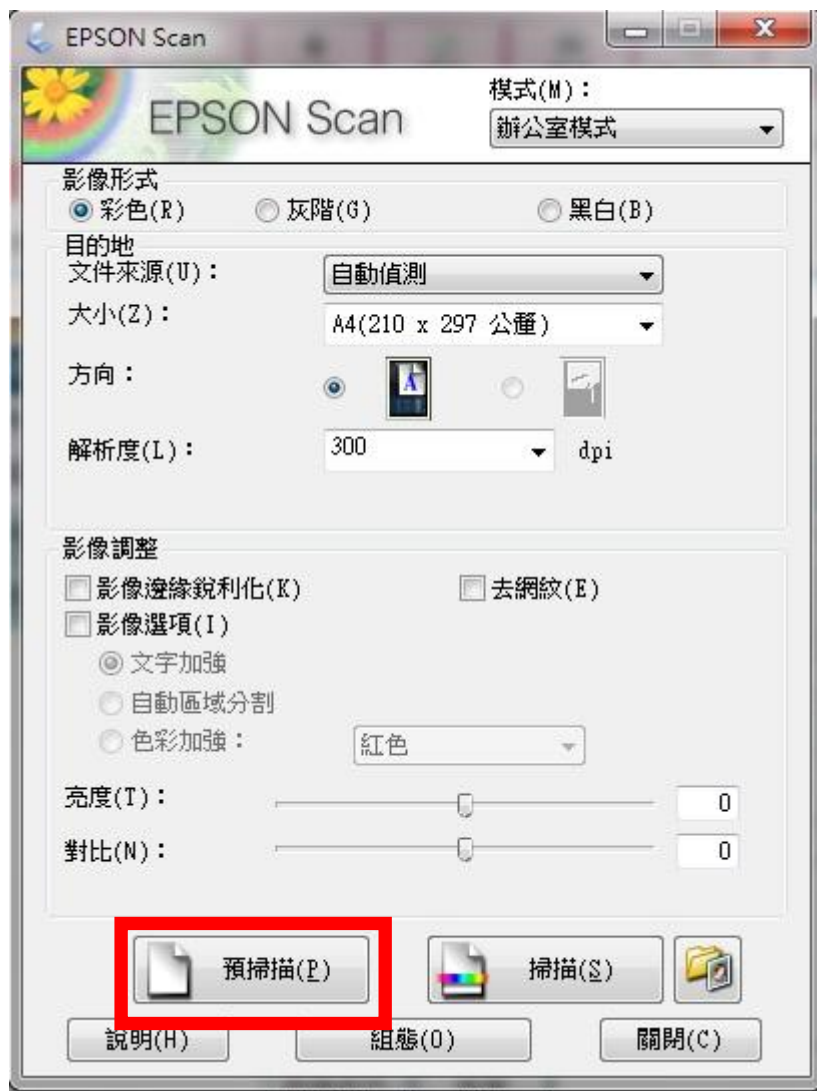 EPSON Scan
EPSON Scan
模式(M)：
辦公室模式
影像形式
彩色(R) 灰階(G) 黑白(B)
目的地
文件來源(U)： 自動偵測
大小(Z)： A4(210 x 297 公釐)
方向： A
解析度(L)： 300 dpi
影像調整
影像邊緣銳利化(K) 去網紋(E)
影像選項(I)
文字加強
自動區域分割
色彩加強： 紅色
亮度(T)： 0
對比(N)： 0
預掃描(P) 掃描(S)
說明(H) 組態(O) 關閉(C)